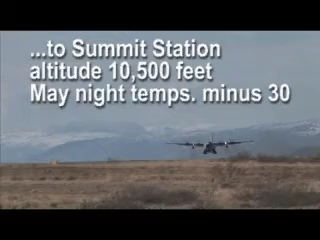 ...to Summit Station
altitude 10,500 feet
May night temps. minus 30